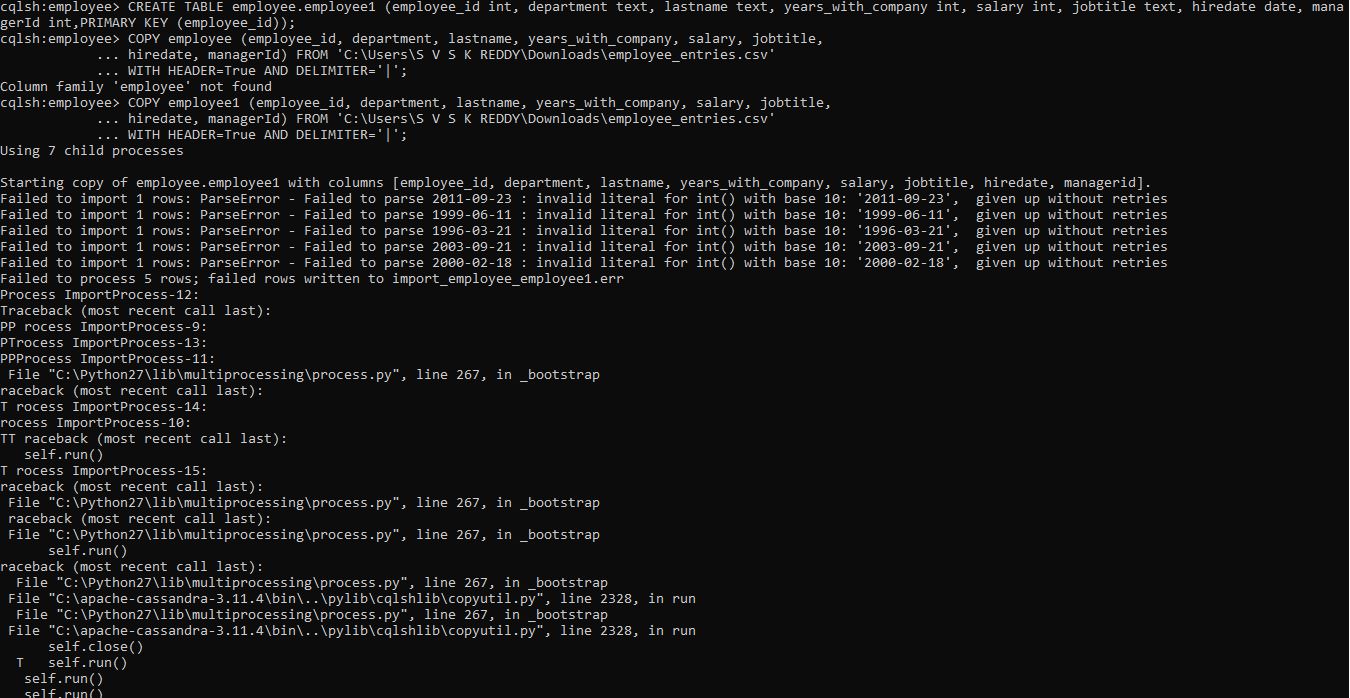 cqlsh:employee> CREATE TABLE employee.employee1 (employee_id int, department text, lastname text, years_with_company int, salary int, jobtitle text, hiredate date, mana
gerId int,PRIMARY KEY (employee_id));
cqlsh:employee> COPY employee (employee_id, department, lastname, years_with_company, salary, jobtitle,
            ... hiredate, managerId) FROM 'C:\Users\S V S K REDDY\Downloads\employee_entries.csv'
            ... WITH HEADER=True AND DELIMITER='|';
Column family 'employee' not found
cqlsh:employee> COPY employee1 (employee_id, department, lastname, years_with_company, salary, jobtitle,
            ... hiredate, managerId) FROM 'C:\Users\S V S K REDDY\Downloads\employee_entries.csv'
            ... WITH HEADER=True AND DELIMITER='|';
Using 7 child processes

Starting copy of employee.employee1 with columns [employee_id, department, lastname, years_with_company, salary, jobtitle, hiredate, managerid].
Failed to import 1 rows: ParseError - Failed to parse 2011-09-23 : invalid literal for int() with base 10: '2011-09-23',  given up without retries
Failed to import 1 rows: ParseError - Failed to parse 1999-06-11 : invalid literal for int() with base 10: '1999-06-11',  given up without retries
Failed to import 1 rows: ParseError - Failed to parse 1996-03-21 : invalid literal for int() with base 10: '1996-03-21',  given up without retries
Failed to import 1 rows: ParseError - Failed to parse 2003-09-21 : invalid literal for int() with base 10: '2003-09-21',  given up without retries
Failed to import 1 rows: ParseError - Failed to parse 2000-02-18 : invalid literal for int() with base 10: '2000-02-18',  given up without retries
Failed to process 5 rows; failed rows written to import_employee_employee1.err
Process ImportProcess-12:
Traceback (most recent call last):
PP rocess ImportProcess-9:
PTrocess ImportProcess-13:
PPProcess ImportProcess-11:
 File "C:\Python27\lib\multiprocessing\process.py", line 267, in _bootstrap
raceback (most recent call last):
T rocess ImportProcess-14:
rocess ImportProcess-10:
TT raceback (most recent call last):
   self.run()
T rocess ImportProcess-15:
raceback (most recent call last):
 File "C:\Python27\lib\multiprocessing\process.py", line 267, in _bootstrap
 raceback (most recent call last):
 File "C:\Python27\lib\multiprocessing\process.py", line 267, in _bootstrap
      self.run()
raceback (most recent call last):
  File "C:\Python27\lib\multiprocessing\process.py", line 267, in _bootstrap
 File "C:\apache-cassandra-3.11.4\bin\..\pylib\cqlshlib\copyutil.py", line 2328, in run
  File "C:\Python27\lib\multiprocessing\process.py", line 267, in _bootstrap
 File "C:\apache-cassandra-3.11.4\bin\..\pylib\cqlshlib\copyutil.py", line 2328, in run
      self.close()
  T   self.run()
   self.run()
   self.run()